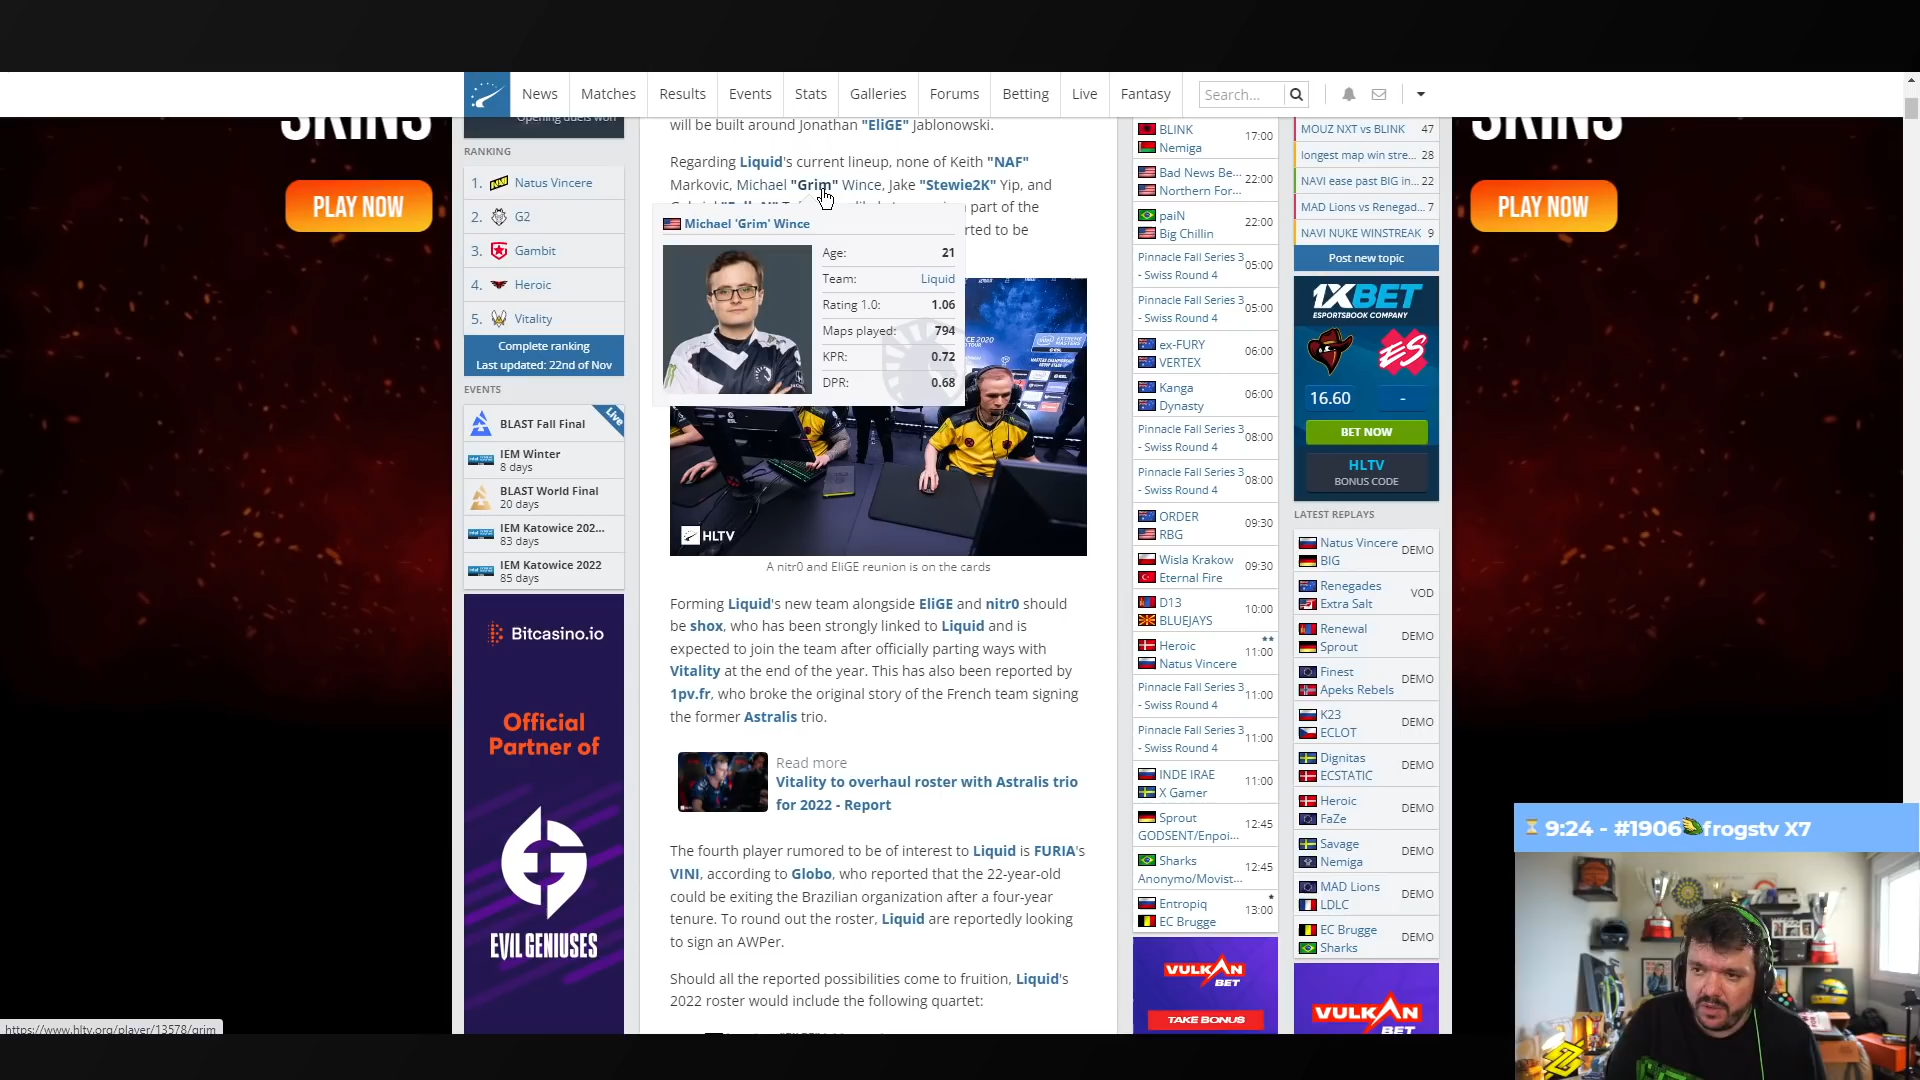 News
Matches
Results
Events
Stats
Galleries
Forums
Betting
Live
Fantasy
Search...
SKINS
PLAY NOW
Opening duels won
RANKING
1. Natus Vincere
2. G2
3. Gambit
4. Heroic
5. Vitality
Complete ranking
Last updated: 22nd of Nov
EVENTS
BLAST Fall Final
Live
IEM Winter
8 days
BLAST World Final
20 days
IEM Katowice 202...
83 days
IEM Katowice 2022
85 days
Bitcasino.io
Official
Partner of
EVIL GENIUSES
will be built around Jonathan "EliGE" Jablonowski.
Regarding Liquid's current lineup, none of Keith "NAF"
Markovic, Michael "Grim" Wince, Jake "Stewie2K" Yip, and
part of the
rted to be
Michael 'Grim' Wince
Age: 21
Team: Liquid
Rating 1.0: 1.06
Maps played: 794
KPR: 0.72
DPR: 0.68
HLTV
A nitr0 and EliGE reunion is on the cards
Forming Liquid's new team alongside EliGE and nitr0 should
be shox, who has been strongly linked to Liquid and is
expected to join the team after officially parting ways with
Vitality at the end of the year. This has also been reported by
1pv.fr, who broke the original story of the French team signing
the former Astralis trio.
Read more
Vitality to overhaul roster with Astralis trio
for 2022 - Report
The fourth player rumored to be of interest to Liquid is FURIA's
VINI, according to Globo, who reported that the 22-year-old
could be exiting the Brazilian organization after a four-year
tenure. To round out the roster, Liquid are reportedly looking
to sign an AWPer.
Should all the reported possibilities come to fruition, Liquid's
2022 roster would include the following quartet:
BLINK
Nemiga
17:00
Bad News Be...
Northern For...
22:00
paiN
Big Chillin
22:00
Pinnacle Fall Series 3
- Swiss Round 4
05:00
Pinnacle Fall Series 3
- Swiss Round 4
05:00
ex-FURY
VERTEX
06:00
Kanga
Dynasty
06:00
Pinnacle Fall Series 3
- Swiss Round 4
08:00
Pinnacle Fall Series 3
- Swiss Round 4
08:00
ORDER
RBG
09:30
Wisla Krakow
Eternal Fire
09:30
D13
BLUEJAYS
10:00
Heroic
Natus Vincere
11:00
Pinnacle Fall Series 3
- Swiss Round 4
11:00
Pinnacle Fall Series 3
- Swiss Round 4
11:00
INDE IRAE
X Gamer
11:00
Sprout
GODSENT/Enpoi...
12:45
Sharks
Anonymo/Movist...
12:45
Entropiq
EC Brugge
13:00
VULKAN
BET
TAKE BONUS
MOUZ NXT vs BLINK 47
longest map win stre... 28
NAVI ease past BIG in... 22
MAD Lions vs Renegad... 7
NAVI NUKE WINSTREAK 9
Post new topic
1XBET
ESPORTSBOOK COMPANY
16.60
-
BET NOW
HLTV
BONUS CODE
LATEST REPLAYS
Natus Vincere
BIG
DEMO
Renegades
Extra Salt
VOD
Renewal
Sprout
DEMO
Finest
Apeks Rebels
DEMO
K23
ECLOT
DEMO
Dignitas
ECSTATIC
DEMO
Heroic
FaZe
DEMO
Savage
Nemiga
DEMO
MAD Lions
LDLC
DEMO
EC Brugge
Sharks
DEMO
VULKAN
BET
SKINS
PLAY NOW
9:24 - #1906 frogstv X7
https://www.hltv.org/player/13578/grim